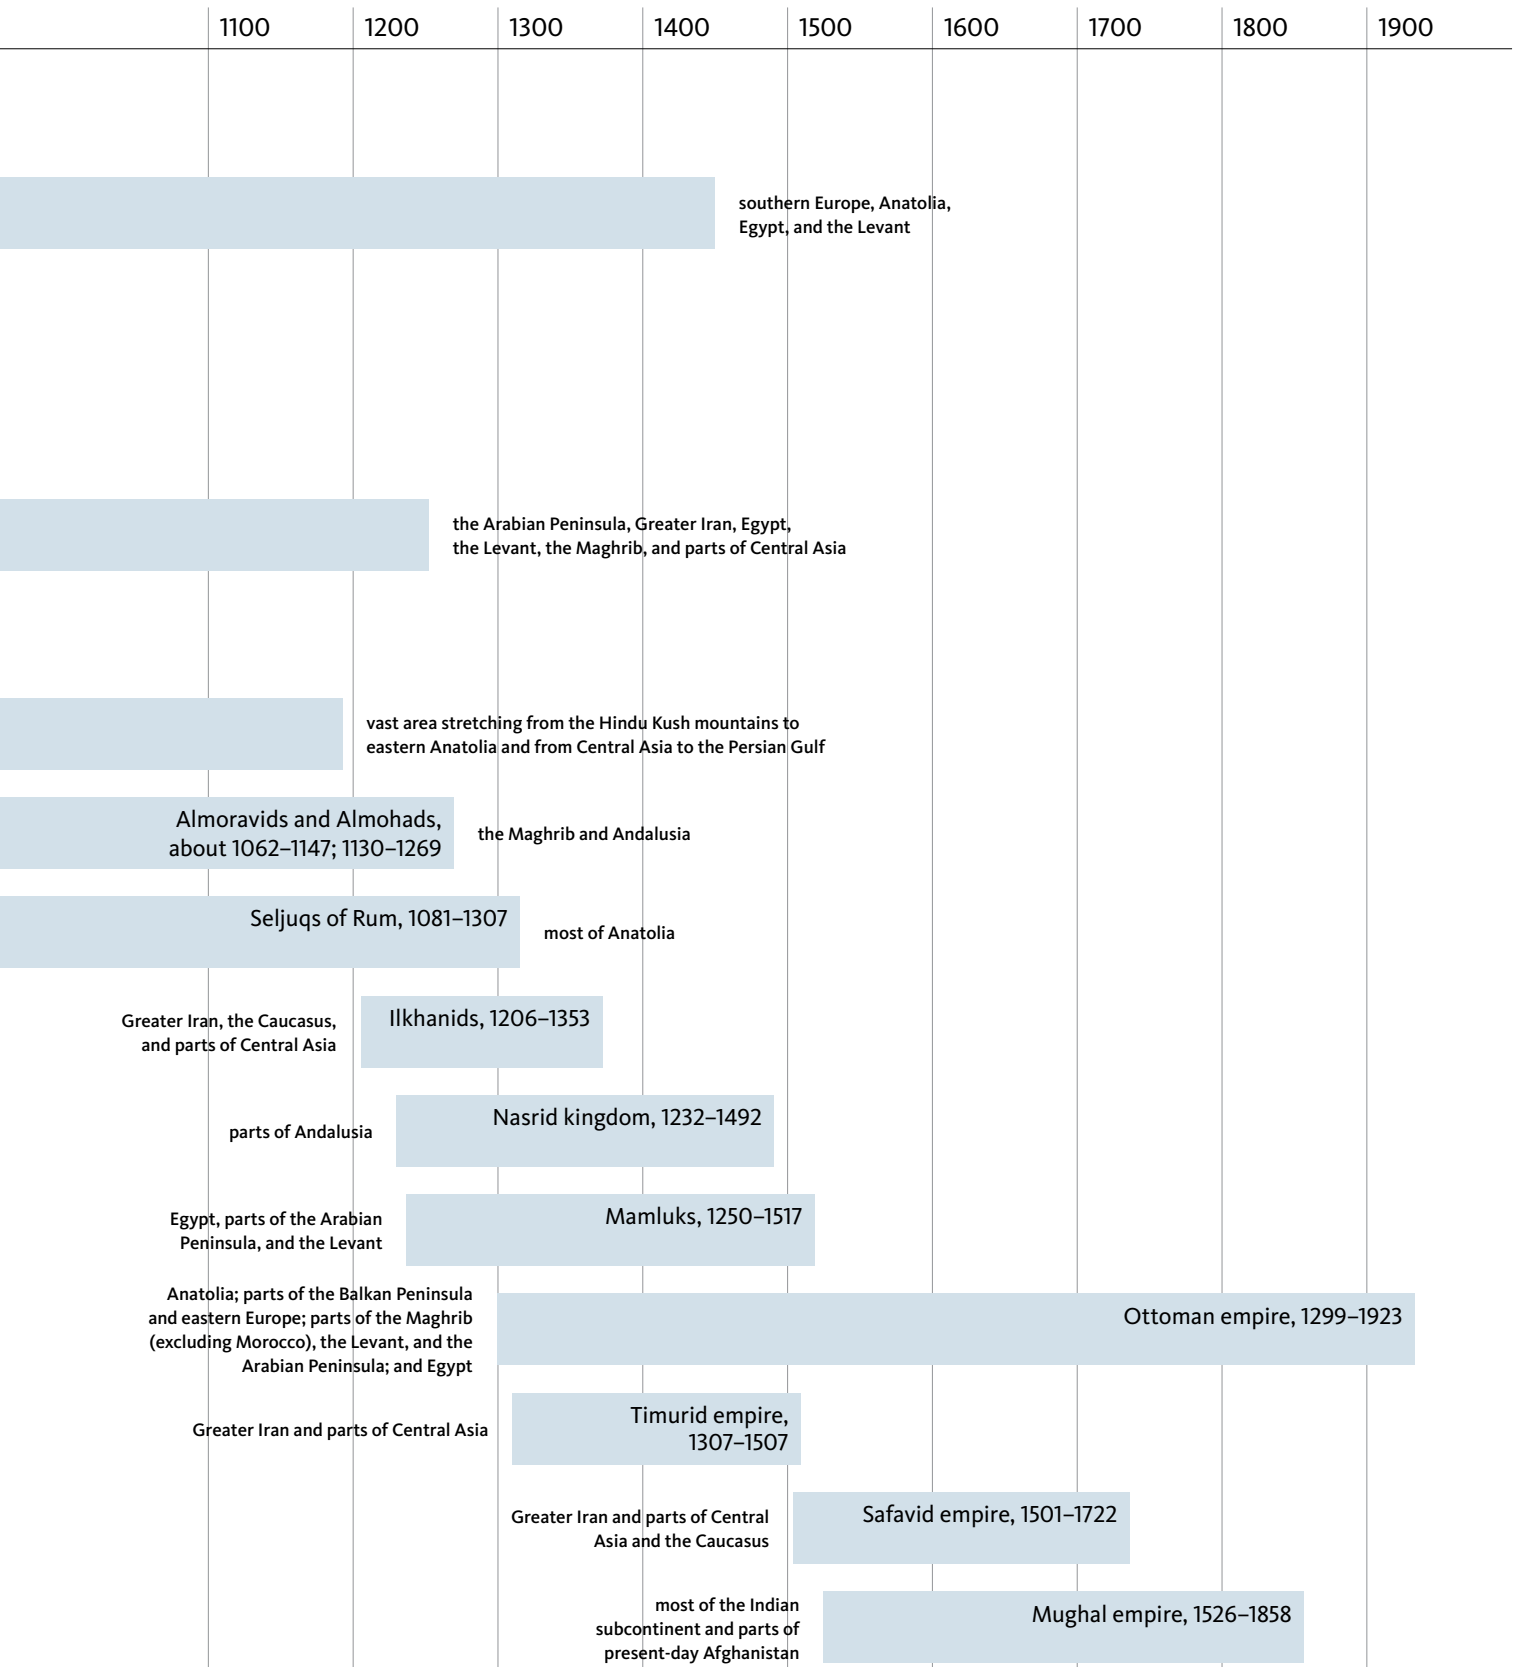 1100 1200 1300 1400 1500 1600 1700 1800 1900
southern Europe, Anatolia,
Egypt, and the Levant
the Arabian Peninsula, Greater Iran, Egypt,
the Levant, the Maghrib, and parts of Central Asia
vast area stretching from the Hindu Kush mountains to
eastern Anatolia and from Central Asia to the Persian Gulf
Almoravids and Almohads,
about 1062–1147; 1130–1269
the Maghrib and Andalusia
Seljuqs of Rum, 1081–1307
most of Anatolia
Greater Iran, the Caucasus,
and parts of Central Asia
Ilkhanids, 1206–1353
parts of Andalusia
Nasrid kingdom, 1232–1492
Egypt, parts of the Arabian
Peninsula, and the Levant
Mamluks, 1250–1517
Anatolia; parts of the Balkan Peninsula
and eastern Europe; parts of the Maghrib
(excluding Morocco), the Levant, and the
Arabian Peninsula; and Egypt
Ottoman empire, 1299–1923
Greater Iran and parts of Central Asia
Timurid empire,
1307–1507
Greater Iran and parts of Central
Asia and the Caucasus
Safavid empire, 1501–1722
most of the Indian
subcontinent and parts of
present-day Afghanistan
Mughal empire, 1526–1858